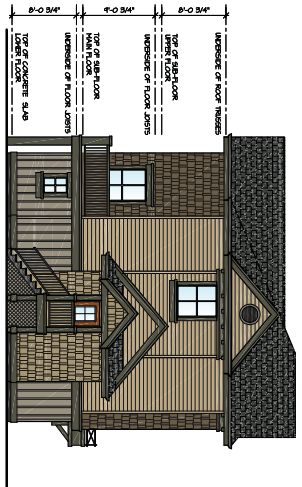 UNDERSIDE OF ROOF TRUSSES
8'-0 3/4"
TOP OF SUB-FLOOR
UPPER FLOOR
UNDERSIDE OF FLOOR JOISTS
9'-0 3/4"
TOP OF SUB-FLOOR
MAIN FLOOR
UNDERSIDE OF FLOOR JOISTS
8'-0 3/4"
TOP OF CONCRETE SLAB
LOWER FLOOR